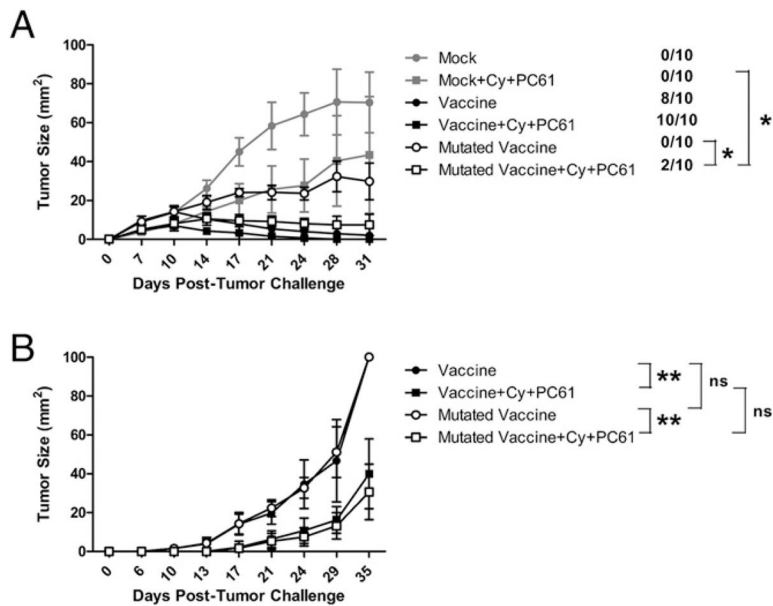 A
Tumor Size (mm²)
100
80
60
40
20
0
0 7 10 14 17 21 24 28 31
Days Post-Tumor Challenge
Mock 0/10
Mock+Cy+PC61 0/10
Vaccine 8/10
Vaccine+Cy+PC61 10/10
Mutated Vaccine 0/10
Mutated Vaccine+Cy+PC61 2/10
*
*
B
Tumor Size (mm²)
100
80
60
40
20
0
0 6 10 13 17 21 24 29 35
Days Post-Tumor Challenge
Vaccine
Vaccine+Cy+PC61
Mutated Vaccine
Mutated Vaccine+Cy+PC61
**
**
ns
ns